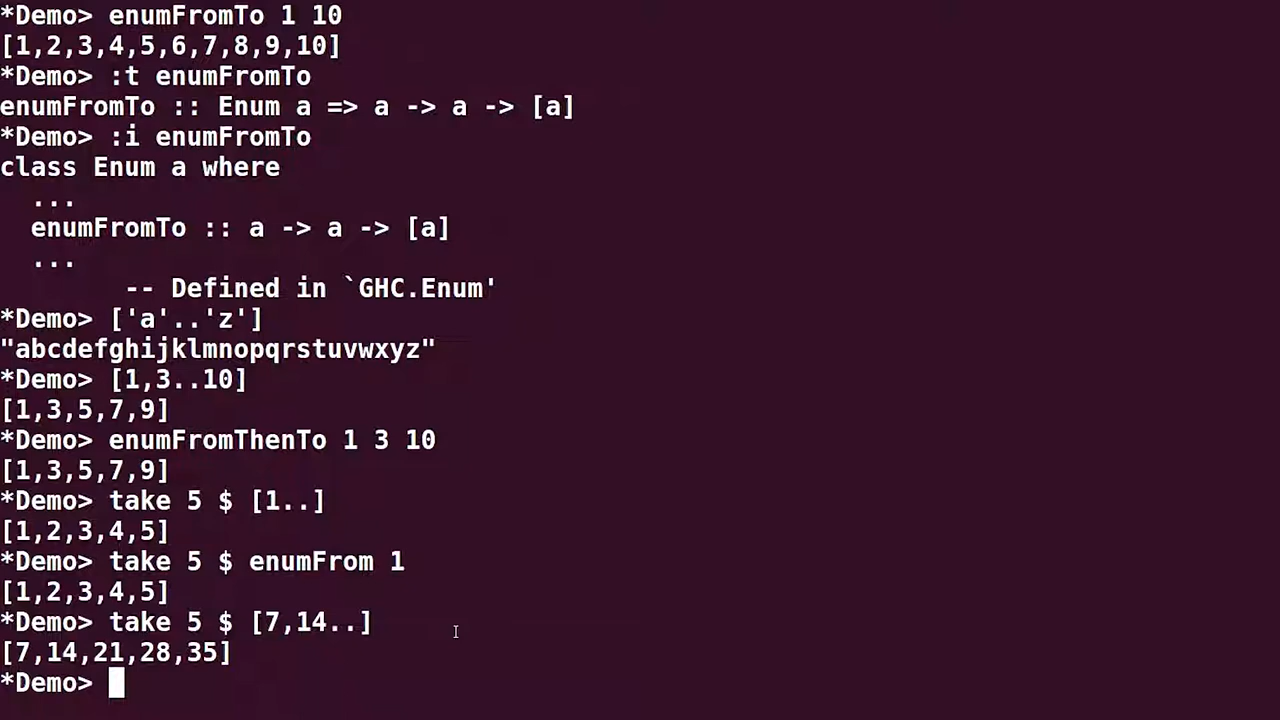 *Demo> enumFromTo 1 10
[1,2,3,4,5,6,7,8,9,10]
*Demo> :t enumFromTo
enumFromTo :: Enum a => a -> a -> [a]
*Demo> :i enumFromTo
class Enum a where
  ...
  enumFromTo :: a -> a -> [a]
  ...
        -- Defined in `GHC.Enum'
*Demo> ['a'..'z']
"abcdefghijklmnopqrstuvwxyz"
*Demo> [1,3..10]
[1,3,5,7,9]
*Demo> enumFromThenTo 1 3 10
[1,3,5,7,9]
*Demo> take 5 $ [1..]
[1,2,3,4,5]
*Demo> take 5 $ enumFrom 1
[1,2,3,4,5]
*Demo> take 5 $ [7,14..]
[7,14,21,28,35]
*Demo>